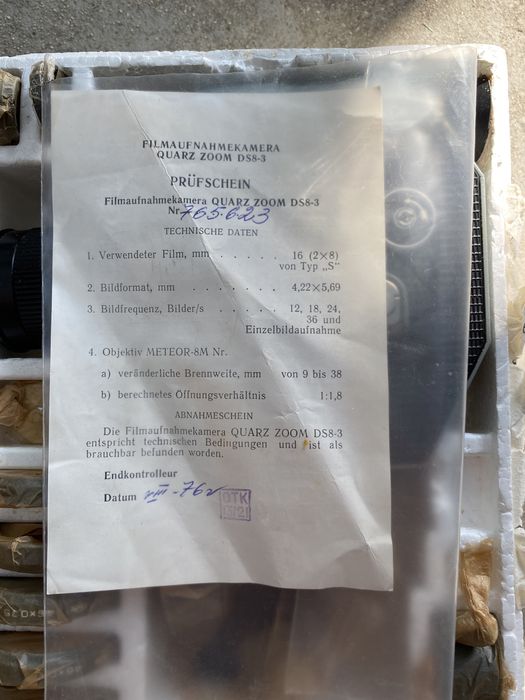 FILMAUFNAHMEKAMERA
QUARZ ZOOM DS8-3
PRÜFSCHEIN
Filmaufnahmekamera QUARZ ZOOM DS8-3
Nr. 765623
TECHNISCHE DATEN
1. Verwendeter Film, mm . . . . . 16 (2×8)
von Typ „S"
2. Bildformat, mm . . . . . . . 4,22×5,69
3. Bildfrequenz, Bilder/s . . . . . 12, 18, 24,
36 und
Einzelbildaufnahme
4. Objektiv METEOR-8M Nr.
a) veränderliche Brennweite, mm von 9 bis 38
b) berechnetes Öffnungsverhältnis 1:1,8
ABNAHMESCHEIN
Die Filmaufnahmekamera QUARZ ZOOM DS8-3
entspricht technischen Bedingungen und ist als
brauchbar befunden worden.
Endkontrolleur
Datum VIII-76